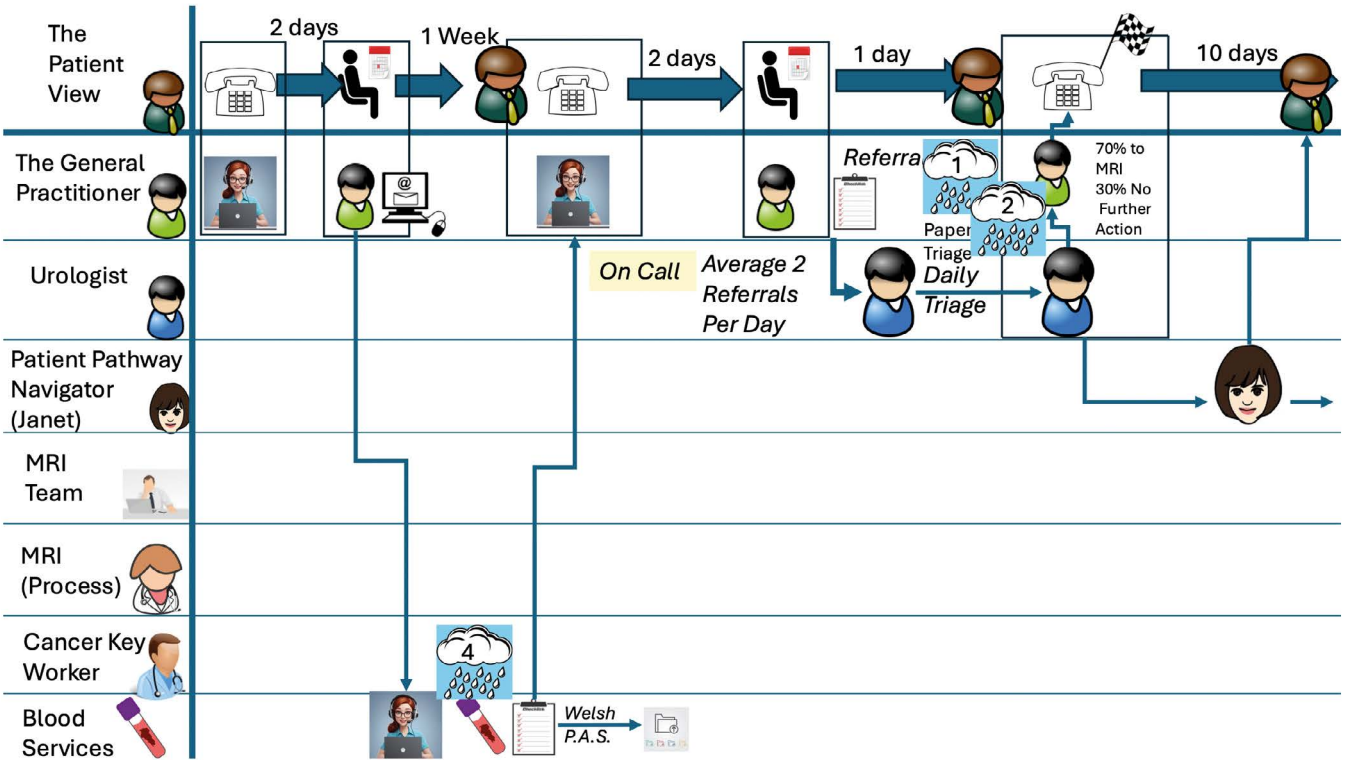 The
Patient
View
2 days
1 Week
2 days
1 day
10 days
The General
Practitioner
@
Referra
Checklist
1
2
Paper
Triage
70% to
MRI
30% No
Further
Action
Urologist
On Call
Average 2
Referrals
Per Day
Daily
Triage
Patient Pathway
Navigator
(Janet)
MRI
Team
MRI
(Process)
Cancer Key
Worker
4
Blood
Services
Checklist
Welsh
P.A.S.